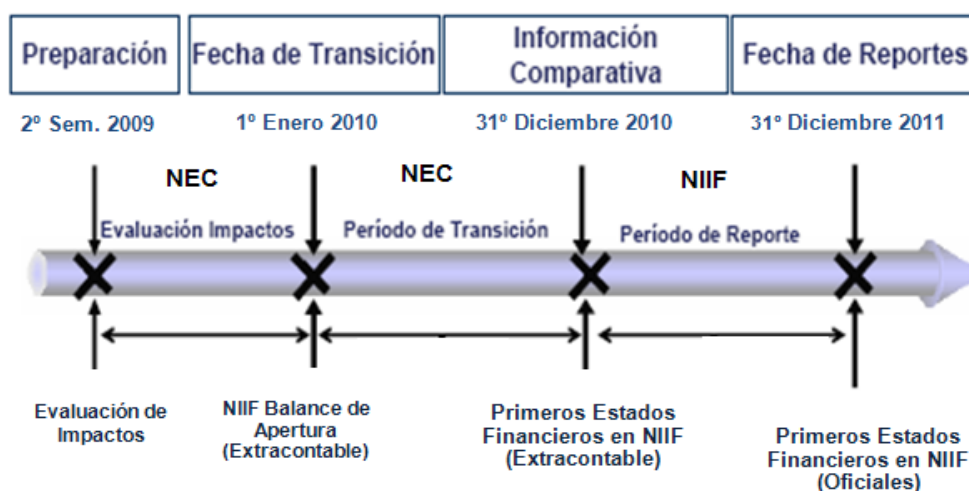 Preparación
Fecha de Transición
Información
Comparativa
Fecha de Reportes
2º Sem. 2009
1º Enero 2010
31º Diciembre 2010
31º Diciembre 2011
NEC
NEC
NIIF
Evaluación Impactos
Período de Transición
Período de Reporte
Evaluación de
Impactos
NIIF Balance de
Apertura
(Extracontable)
Primeros Estados
Financieros en NIIF
(Extracontable)
Primeros Estados
Financieros en NIIF
(Oficiales)